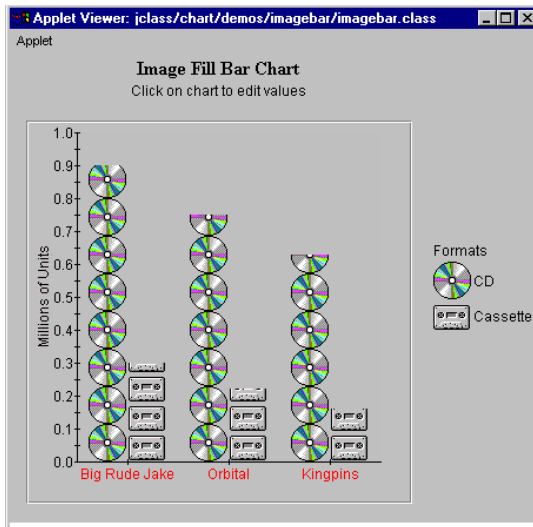 Applet Viewer: jclass/chart/demos/imagebar/imagebar.class
Applet
Image Fill Bar Chart
Click on chart to edit values
1.0
0.9
0.8
0.7
0.6
0.5
0.4
0.3
0.2
0.1
0.0
Millions of Units
Big Rude Jake
Orbital
Kingpins
Formats
CD
Cassette